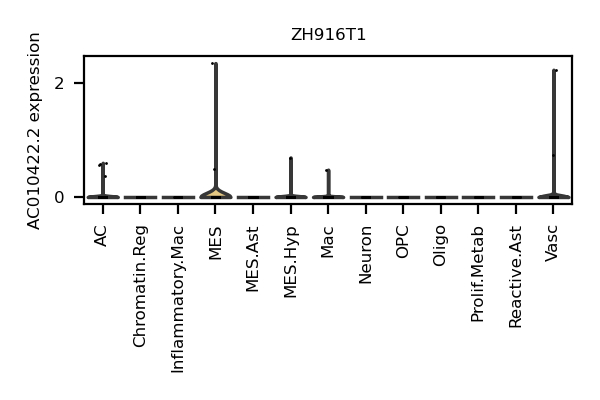 ZH916T1
AC010422.2 expression
2
0
AC
Chromatin.Reg
Inflammatory.Mac
MES
MES.Ast
MES.Hyp
Mac
Neuron
OPC
Oligo
Prolif.Metab
Reactive.Ast
Vasc